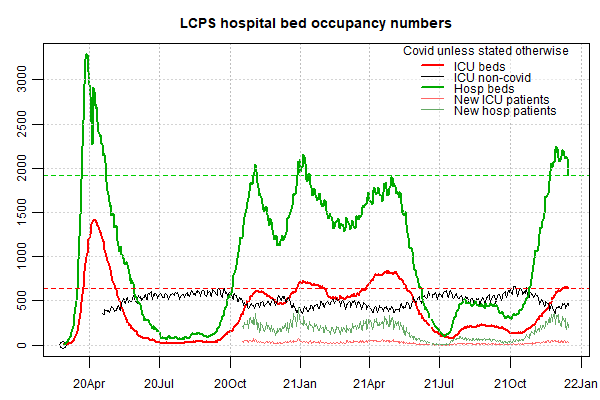 LCPS hospital bed occupancy numbers
Covid unless stated otherwise
ICU beds
ICU non-covid
Hosp beds
New ICU patients
New hosp patients
3000
2500
2000
1500
1000
500
0
20Apr 20Jul 20Oct 21Jan 21Apr 21Jul 21Oct 22Jan